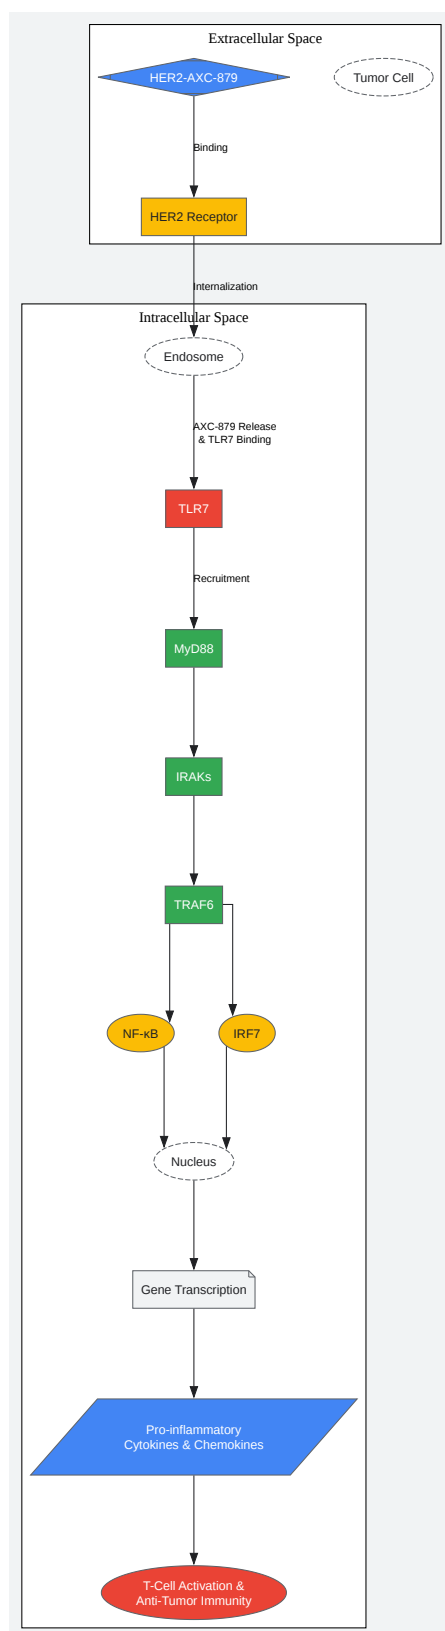 Extracellular Space
HER2-AXC-879
Tumor Cell
Binding
HER2 Receptor
Internalization
Intracellular Space
Endosome
AXC-879 Release
& TLR7 Binding
TLR7
Recruitment
MyD88
IRAKs
TRAF6
NF-κB
IRF7
Nucleus
Gene Transcription
Pro-inflammatory
Cytokines & Chemokines
T-Cell Activation &
Anti-Tumor Immunity